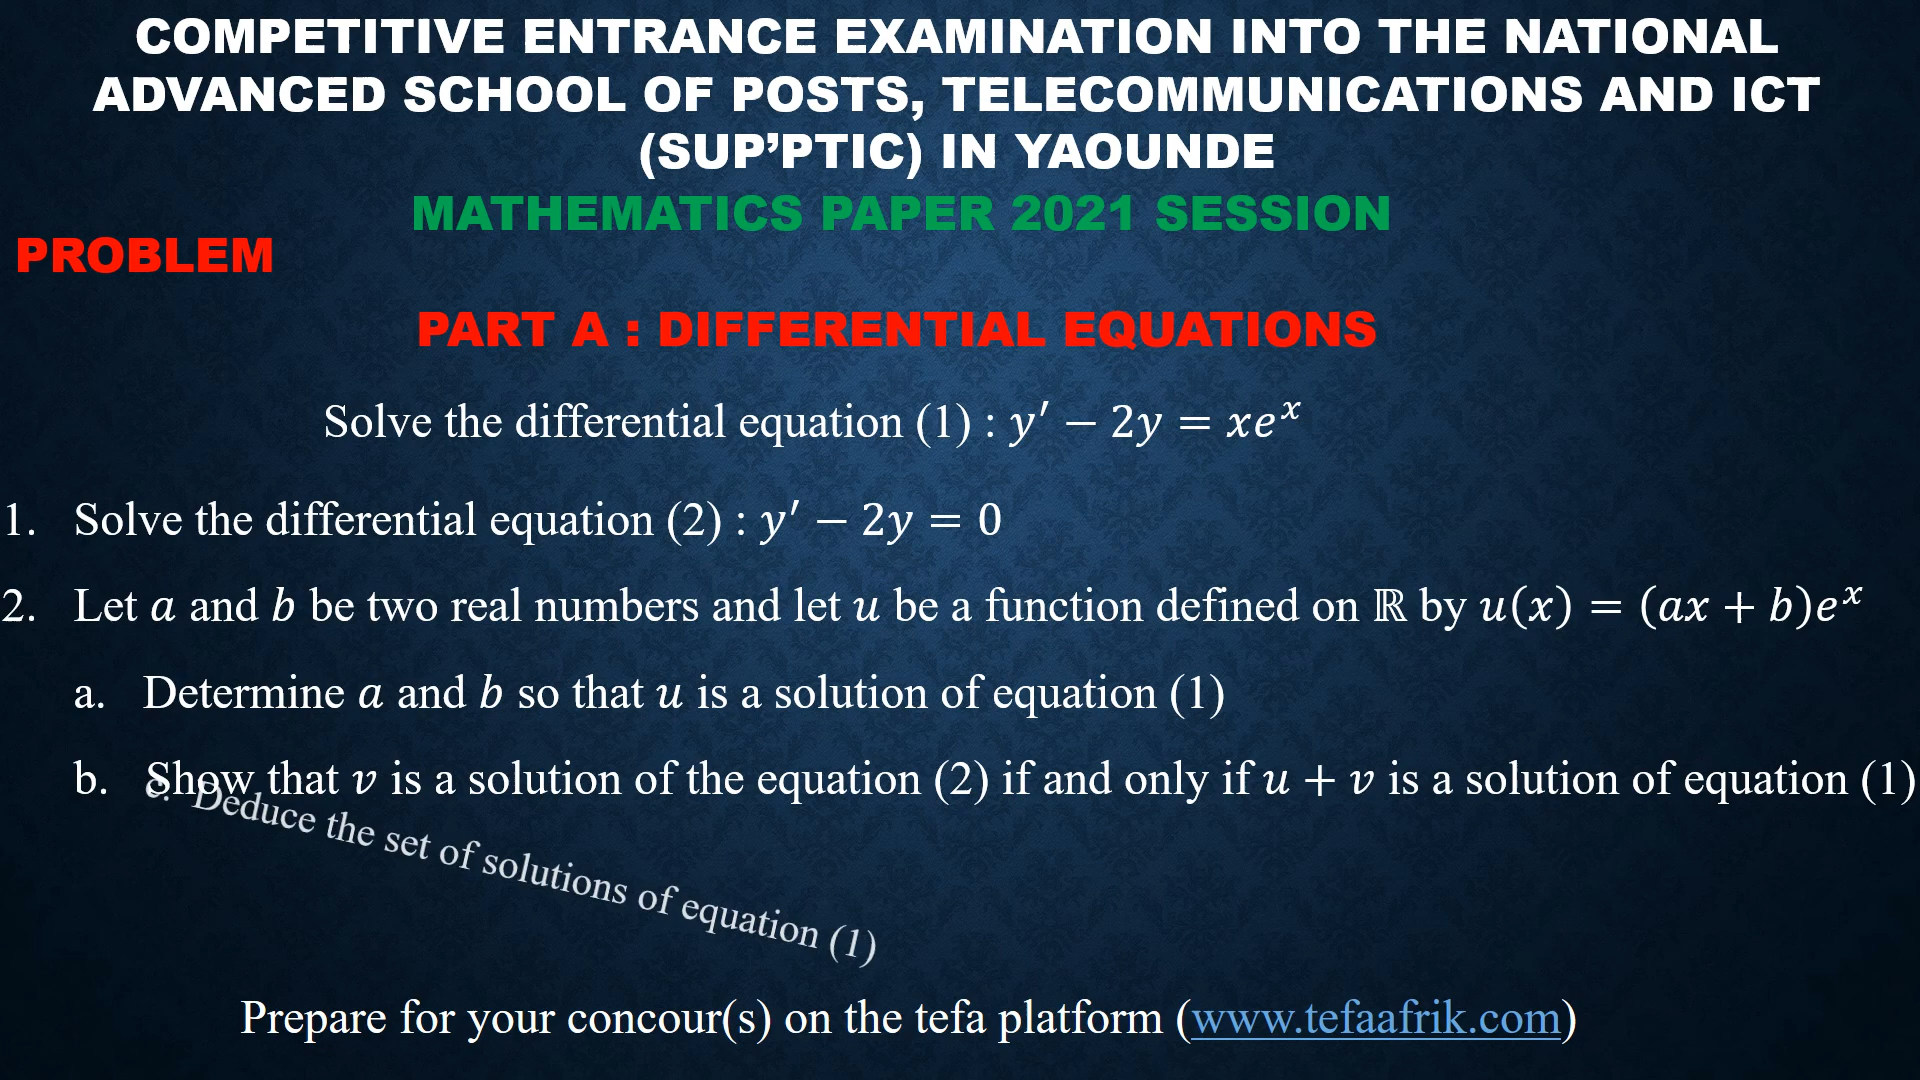 COMPETITIVE ENTRANCE EXAMINATION INTO THE NATIONAL
ADVANCED SCHOOL OF POSTS, TELECOMMUNICATIONS AND ICT
(SUP’PTIC) IN YAOUNDE
MATHEMATICS PAPER 2021 SESSION
PROBLEM
PART A : DIFFERENTIAL EQUATIONS
Solve the differential equation (1) : y′ − 2y = xeˣ
1. Solve the differential equation (2) : y′ − 2y = 0
2. Let a and b be two real numbers and let u be a function defined on ℝ by u(x) = (ax + b)eˣ
a. Determine a and b so that u is a solution of equation (1)
b. Show that v is a solution of the equation (2) if and only if u + v is a solution of equation (1)
c. Deduce the set of solutions of equation (1)
Prepare for your concour(s) on the tefa platform (www.tefaafrik.com)